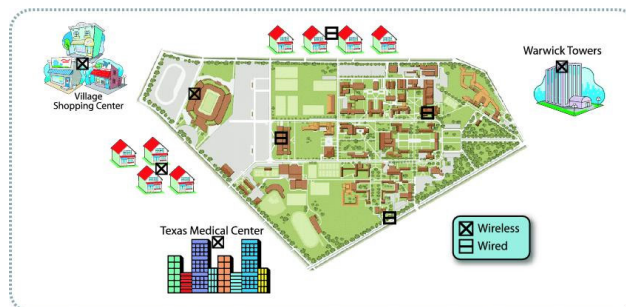 Warwick Towers
Village
Shopping Center
Texas Medical Center
Wireless
Wired